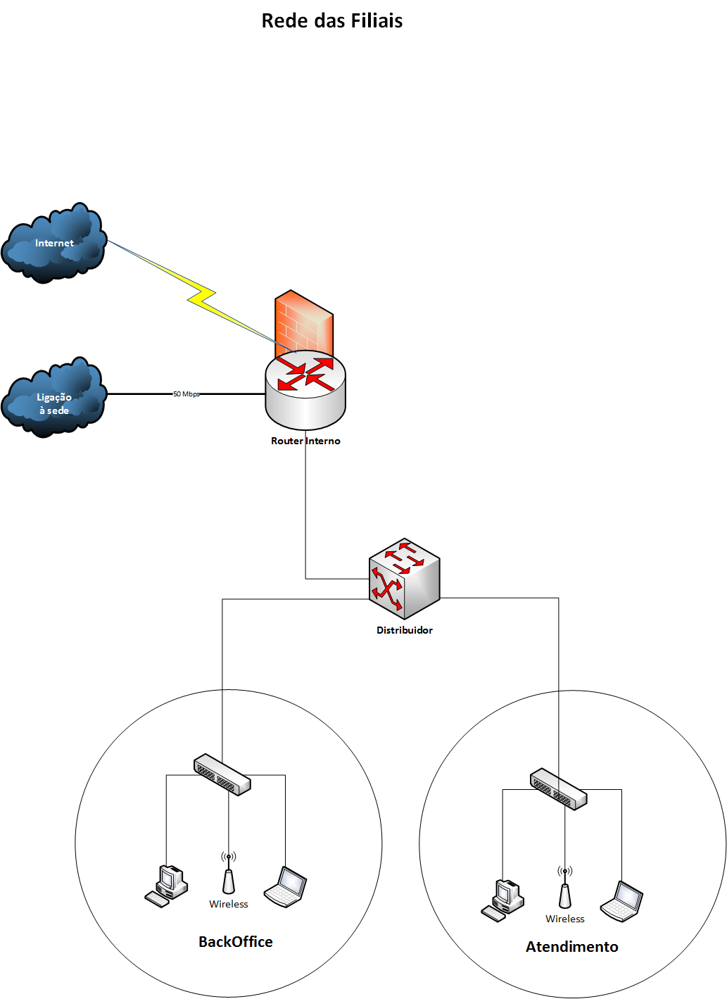 Rede das Filiais
Internet
Ligação
à sede
50 Mbps
Router Interno
Distribuidor
Wireless
BackOffice
Wireless
Atendimento